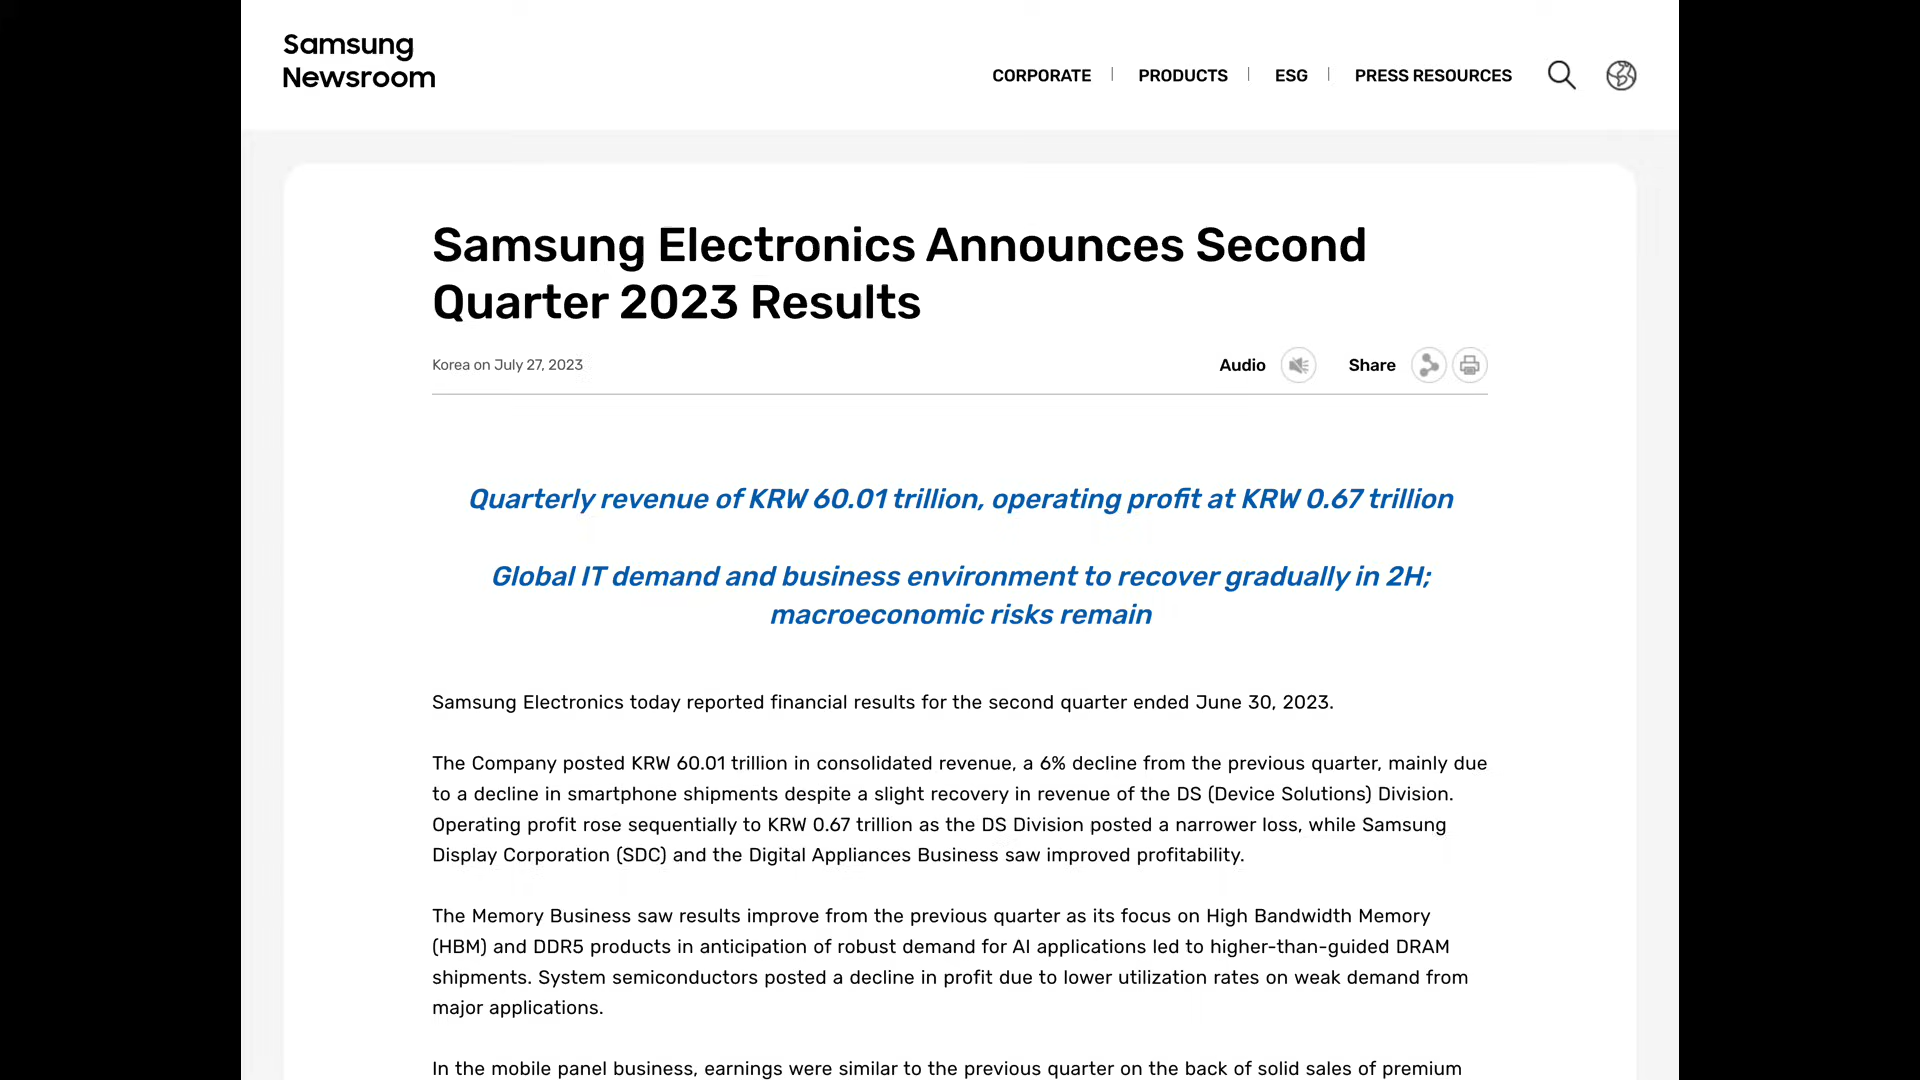 Samsung
Newsroom
CORPORATE
PRODUCTS
ESG
PRESS RESOURCES
Samsung Electronics Announces Second
Quarter 2023 Results
Korea on July 27, 2023
Audio
Share
Quarterly revenue of KRW 60.01 trillion, operating profit at KRW 0.67 trillion
Global IT demand and business environment to recover gradually in 2H;
macroeconomic risks remain
Samsung Electronics today reported financial results for the second quarter ended June 30, 2023.
The Company posted KRW 60.01 trillion in consolidated revenue, a 6% decline from the previous quarter, mainly due
to a decline in smartphone shipments despite a slight recovery in revenue of the DS (Device Solutions) Division.
Operating profit rose sequentially to KRW 0.67 trillion as the DS Division posted a narrower loss, while Samsung
Display Corporation (SDC) and the Digital Appliances Business saw improved profitability.
The Memory Business saw results improve from the previous quarter as its focus on High Bandwidth Memory
(HBM) and DDR5 products in anticipation of robust demand for AI applications led to higher-than-guided DRAM
shipments. System semiconductors posted a decline in profit due to lower utilization rates on weak demand from
major applications.
In the mobile panel business, earnings were similar to the previous quarter on the back of solid sales of premium